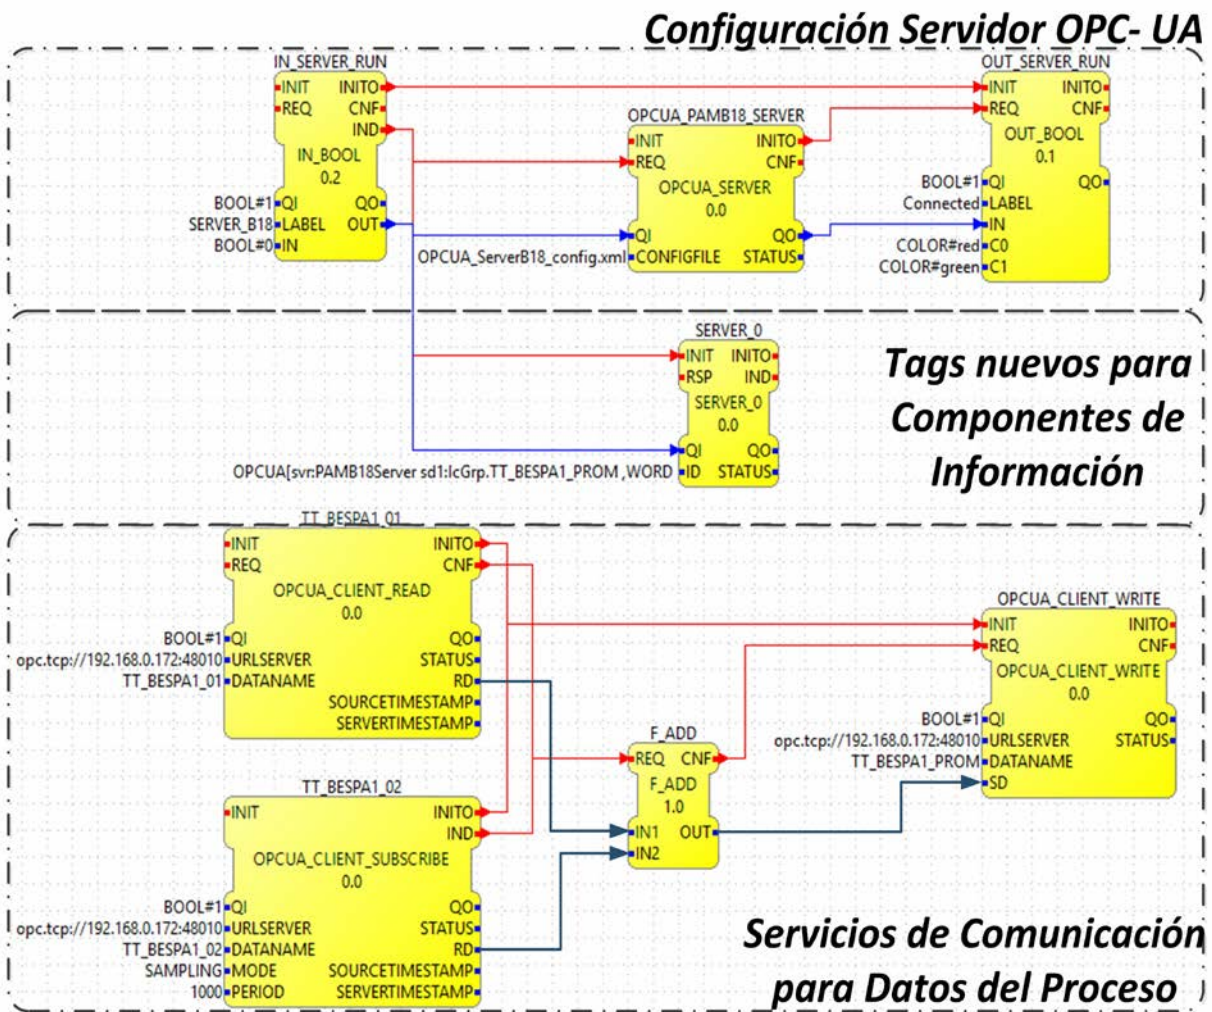 Configuración Servidor OPC- UA
IN_SERVER_RUN
INIT INITO
REQ CNF
IND
IN_BOOL
0.2
BOOL#1 QI QO
SERVER_B18 LABEL OUT
BOOL#0 IN
OPCUA_PAMB18_SERVER
INIT INITO
REQ CNF
OPCUA_SERVER
0.0
QI QO
OPCUA_ServerB18_config.xml CONFIGFILE STATUS
OUT_SERVER_RUN
INIT INITO
REQ CNF
OUT_BOOL
0.1
BOOL#1 QI QO
Connected LABEL
IN
COLOR#red C0
COLOR#green C1
SERVER_0
INIT INITO
RSP IND
SERVER_0
0.0
QI QO
OPCUA[svr:PAMB18Server sd1:lcGrp.TT_BESPA1_PROM ,WORD ID STATUS
Tags nuevos para
Componentes de
Información
TT_BESPA1_01
INIT INITO
REQ CNF
OPCUA_CLIENT_READ
0.0
BOOL#1 QI QO
opc.tcp://192.168.0.172:48010 URLSERVER STATUS
TT_BESPA1_01 DATANAME RD
SOURCETIMESTAMP
SERVERTIMESTAMP
TT_BESPA1_02
INIT INITO
IND
OPCUA_CLIENT_SUBSCRIBE
0.0
BOOL#1 QI QO
opc.tcp://192.168.0.172:48010 URLSERVER STATUS
TT_BESPA1_02 DATANAME RD
SAMPLING MODE SOURCETIMESTAMP
1000 PERIOD SERVERTIMESTAMP
F_ADD
REQ CNF
F_ADD
1.0
IN1 OUT
IN2
OPCUA_CLIENT_WRITE
INIT INITO
REQ CNF
OPCUA_CLIENT_WRITE
0.0
BOOL#1 QI QO
opc.tcp://192.168.0.172:48010 URLSERVER STATUS
TT_BESPA1_PROM DATANAME
SD
Servicios de Comunicación
para Datos del Proceso